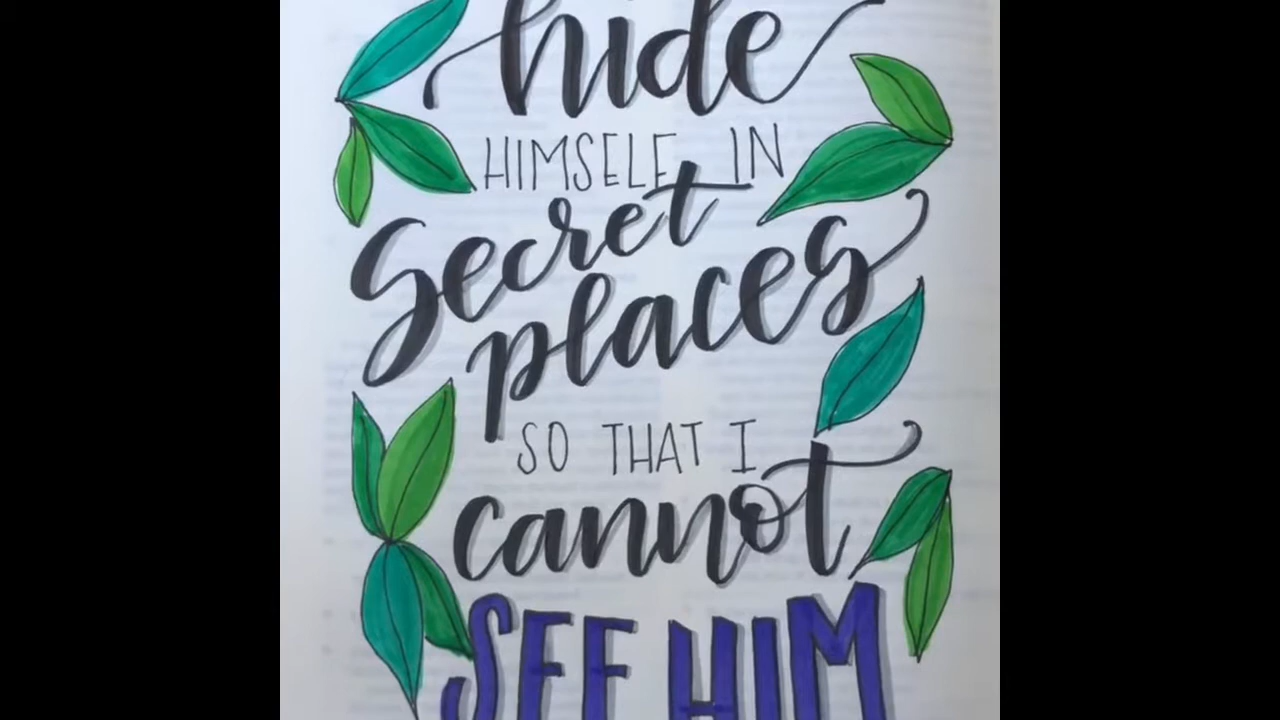 hide
HIMSELF IN
Secret
places
SO THAT I
cannot
SEE HIM